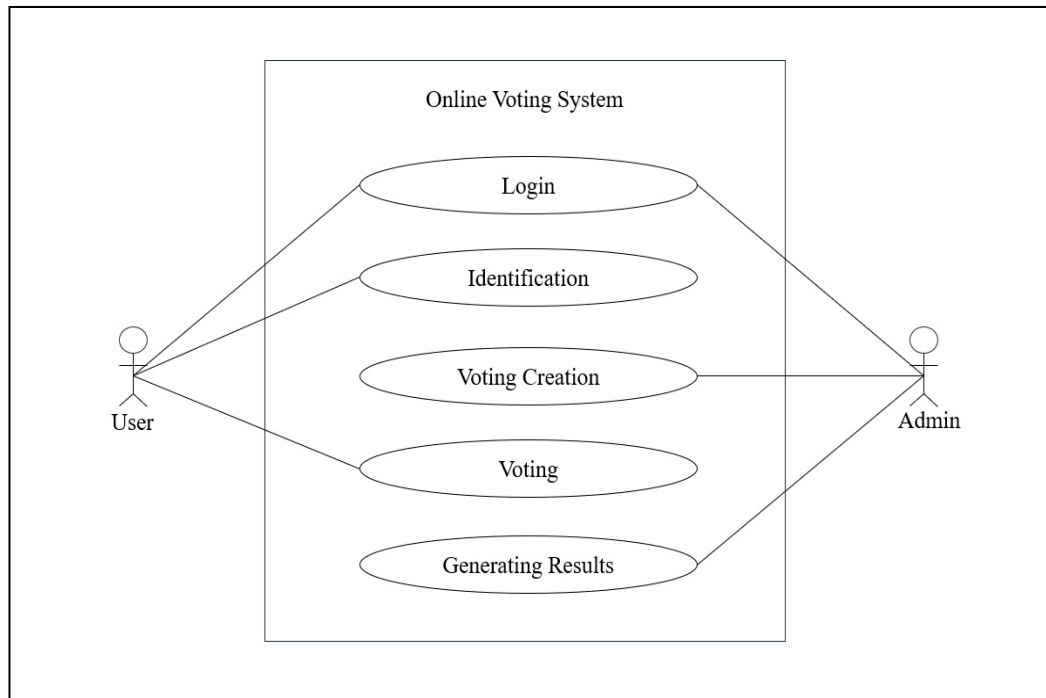 Online Voting System
Login
Identification
Voting Creation
User
Admin
Voting
Generating Results